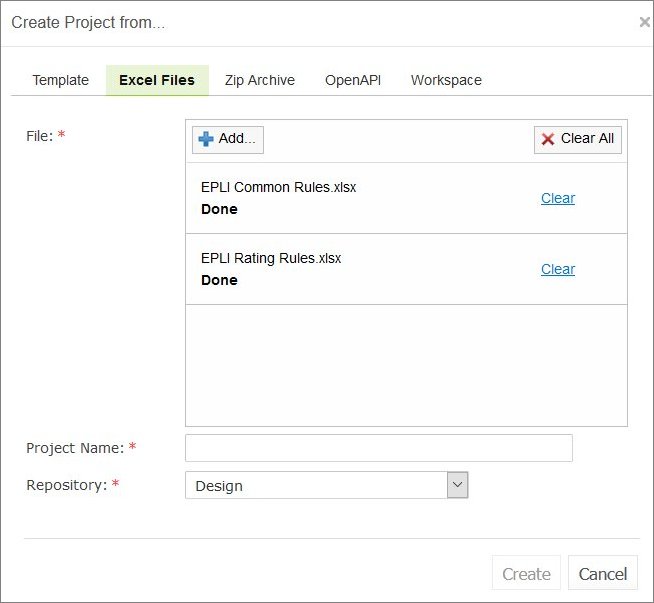 Create Project from...
Template Excel Files Zip Archive OpenAPI Workspace
File: *
Add... Clear All
EPLI Common Rules.xlsx
Done
Clear
EPLI Rating Rules.xlsx
Done
Clear
Project Name: *
Repository: * Design
Create Cancel